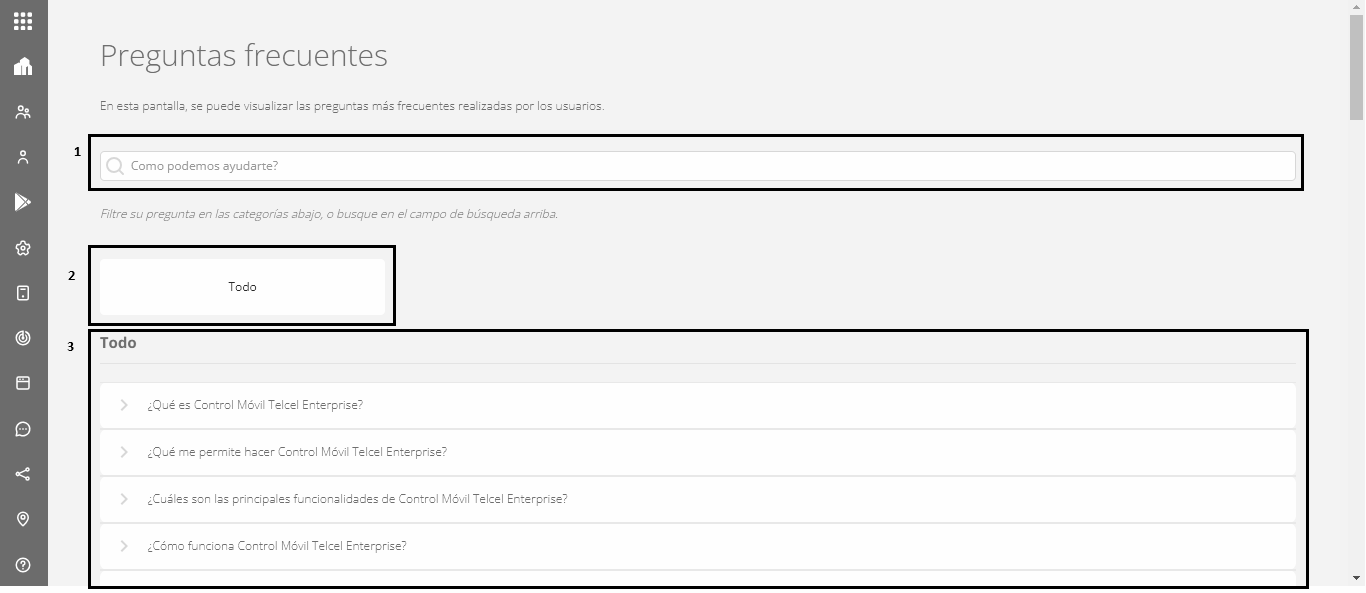 Preguntas frecuentes
En esta pantalla, se puede visualizar las preguntas más frecuentes realizadas por los usuarios.
1
Como podemos ayudarte?
Filtre su pregunta en las categorías abajo, o busque en el campo de búsqueda arriba.
2
Todo
3
Todo
¿Qué es Control Móvil Telcel Enterprise?
¿Qué me permite hacer Control Móvil Telcel Enterprise?
¿Cuáles son las principales funcionalidades de Control Móvil Telcel Enterprise?
¿Cómo funciona Control Móvil Telcel Enterprise?